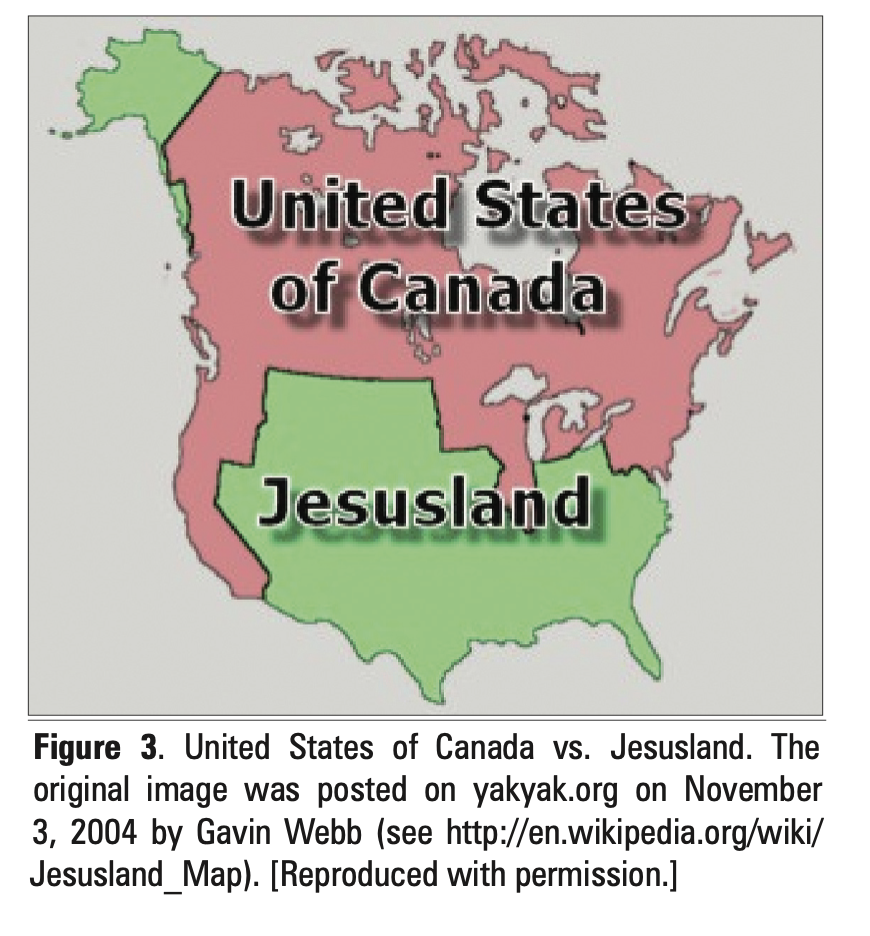 United States
of Canada
Jesusland
Figure 3. United States of Canada vs. Jesusland. The
original image was posted on yakyak.org on November
3, 2004 by Gavin Webb (see http://en.wikipedia.org/wiki/
Jesusland_Map). [Reproduced with permission.]